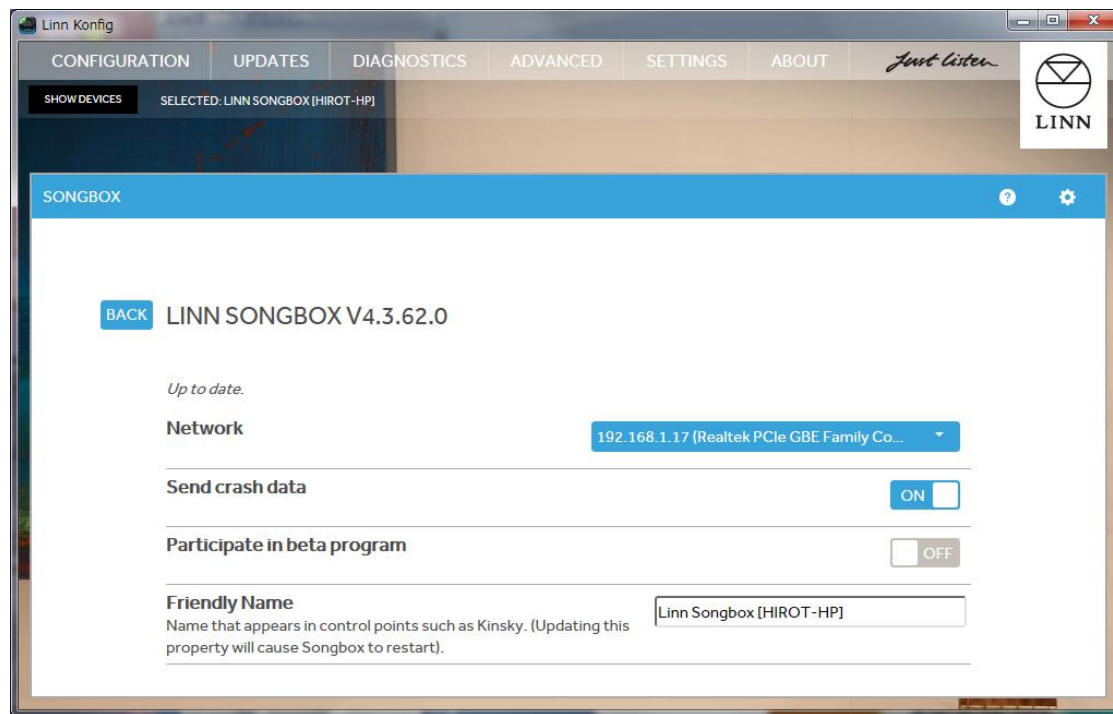 Linn Konfig
CONFIGURATION UPDATES DIAGNOSTICS ADVANCED SETTINGS ABOUT Just Listen
LINN
SHOW DEVICES SELECTED: LINN SONGBOX [HIROT-HP]
SONGBOX
BACK LINN SONGBOX V4.3.62.0
Up to date.
Network 192.168.1.17 (Realtek PCIe GBE Family Co...
Send crash data ON
Participate in beta program OFF
Friendly Name Linn Songbox [HIROT-HP]
Name that appears in control points such as Kinsky. (Updating this
property will cause Songbox to restart).